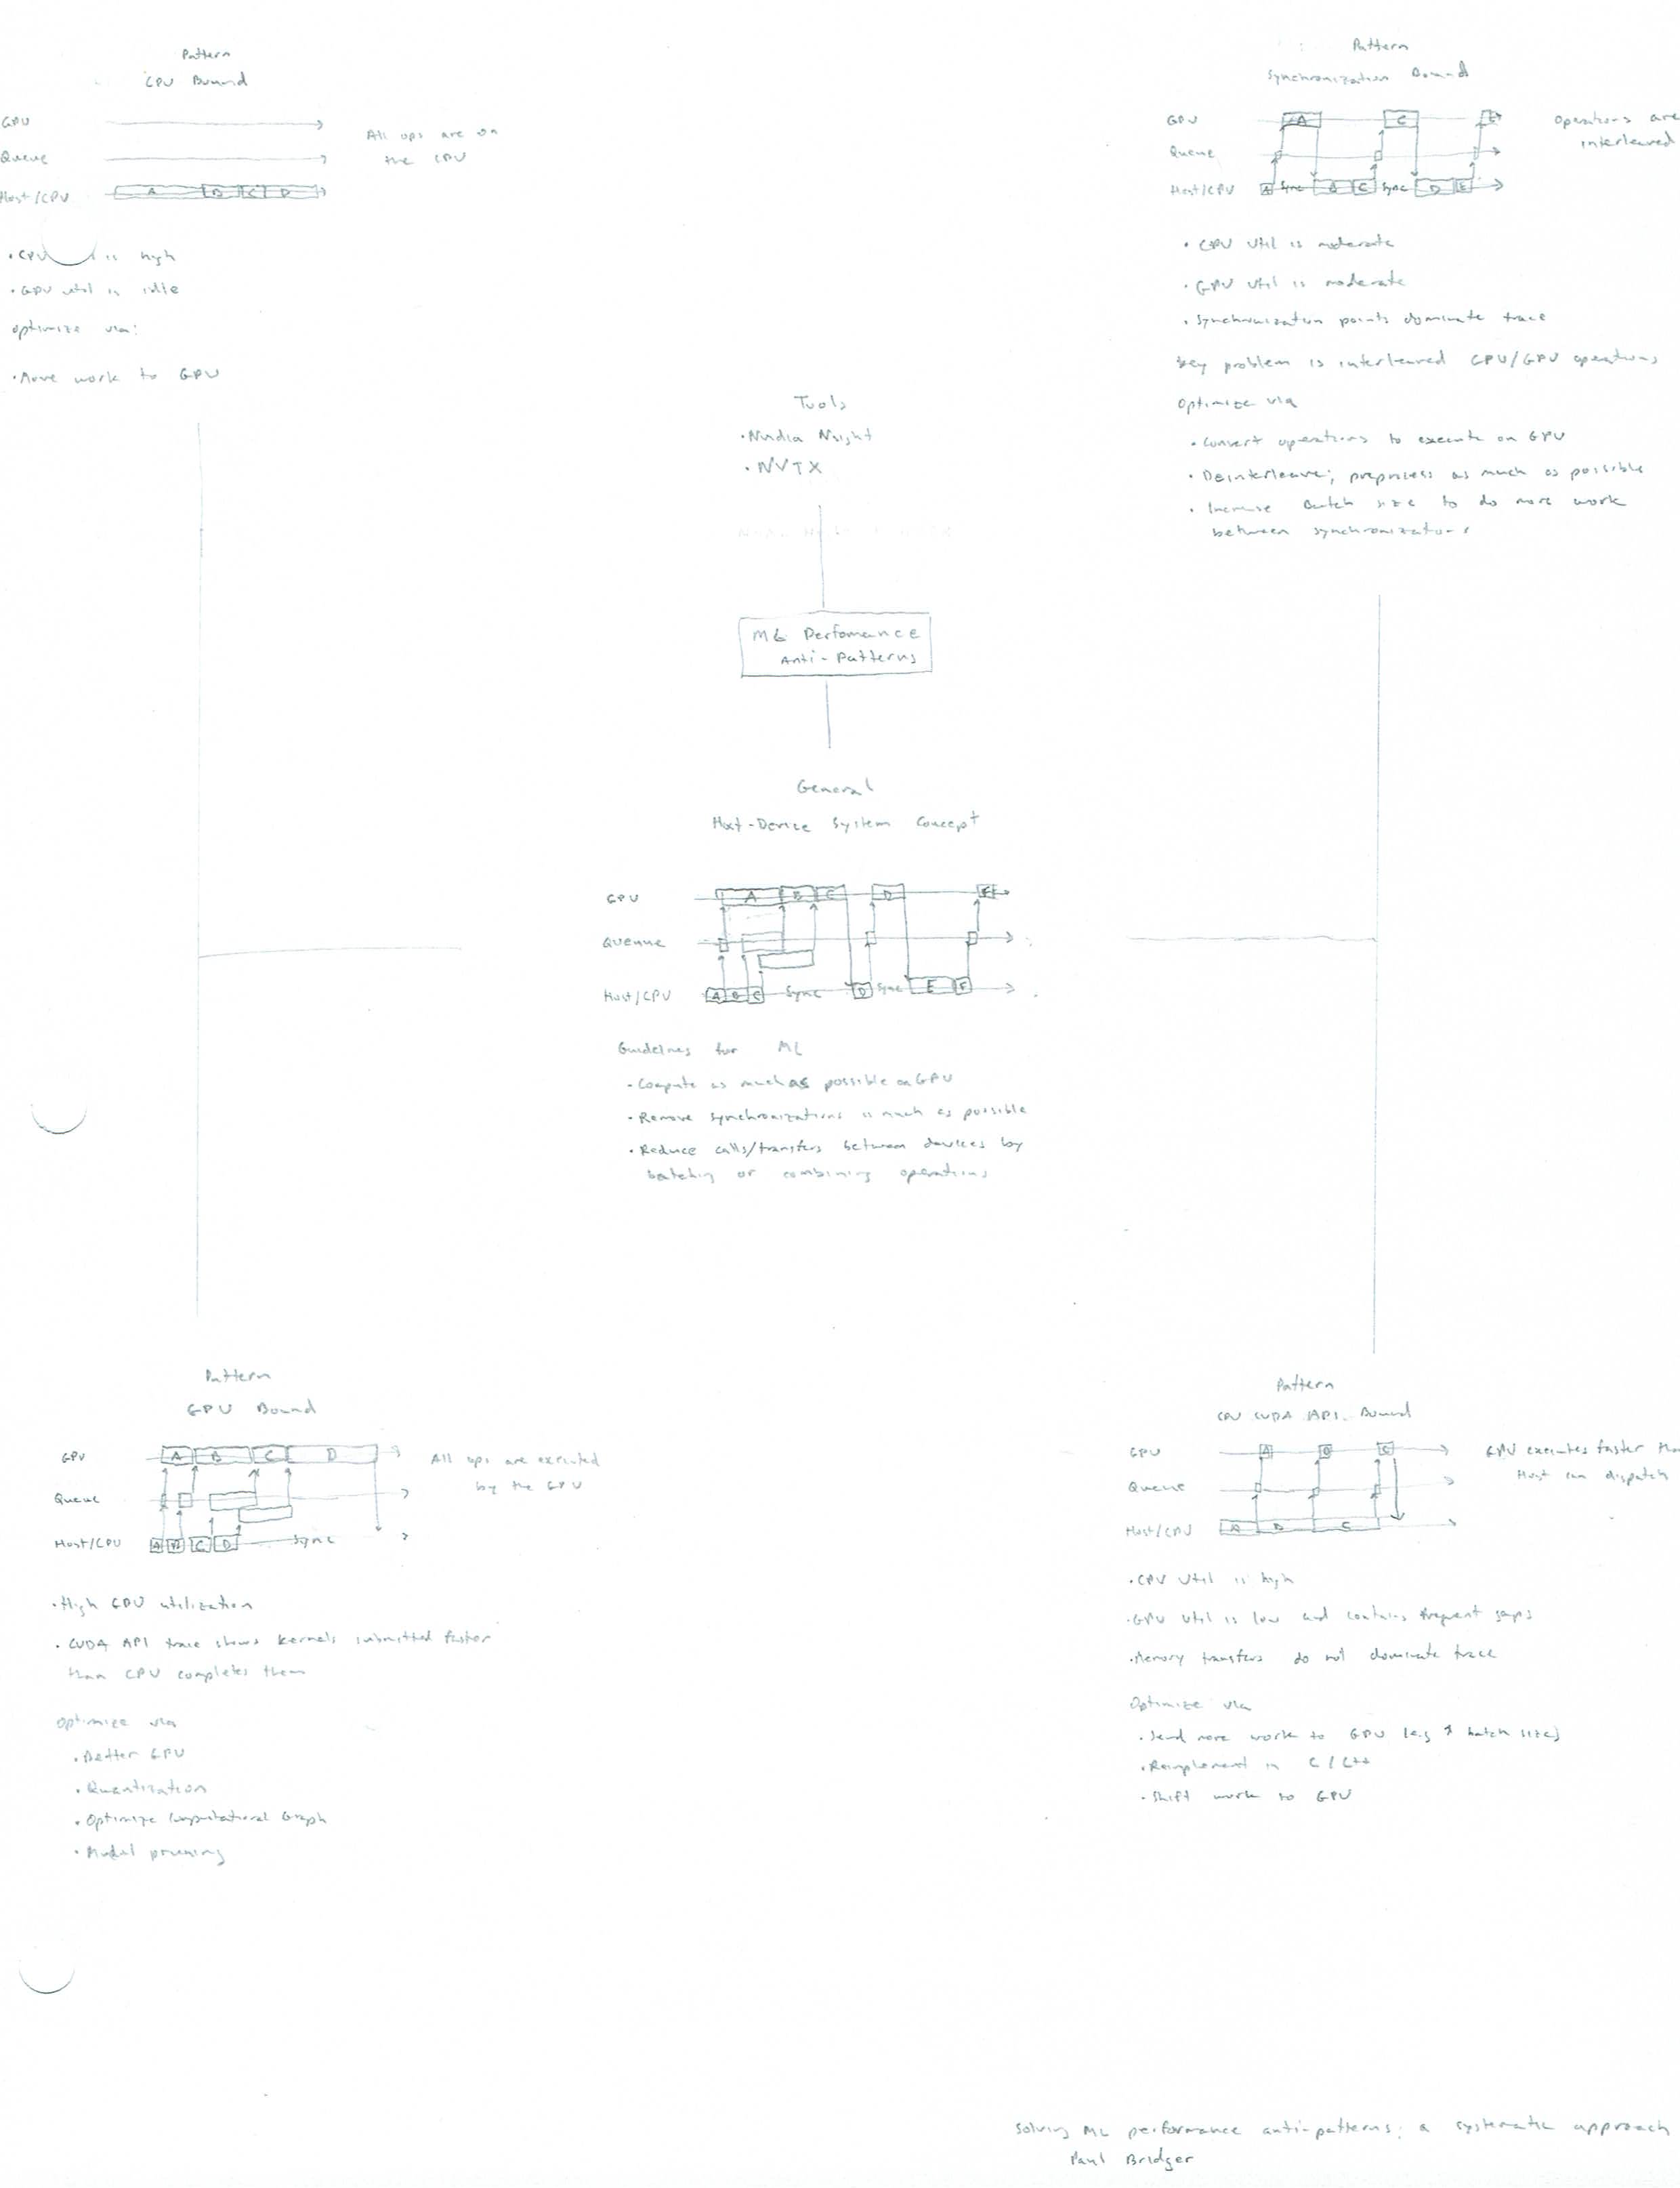 Pattern
CPU Bound
GPU
Queue
Host/CPU
A B C D
All ops are on
the CPU
• CPU is high
• GPU util is idle
optimize via:
• Move work to GPU
Pattern
Synchronization Bound
GPU
A C E
Queue
Host/CPU
A Sync B C Sync D E
Operations are
interleaved
• CPU util is moderate
• GPU util is moderate
• Synchronization points dominate trace
Key problem is interleaved CPU/GPU operations
Optimize via
• Convert operations to execute on GPU
• Deinterleave; preprocess as much as possible
• Increase Batch size to do more work
between synchronizations
Tools
• Nvidia Nsight
• NVTX
ML Perfomance
Anti-Patterns
General
Host-Device System Concept
GPU
A B C D F
Queuue
Host/CPU
A B C Sync D Sync E F
Guidelines for ML
• Compute as much as possible on GPU
• Remove synchronizations as much as possible
• Reduce calls/transfers between devices by
batching or combining operations
Pattern
GPU Bound
GPU
A B C D
Queue
Host/CPU
A B C D Sync
All ops are executed
by the GPU
• High GPU utilization
• CUDA API trace shows kernels submitted faster
than CPU completes them
Optimize via
• Better GPU
• Quantization
• Optimize Computational Graph
• Model pruning
Pattern
CPU CUDA API Bound
GPU
A B C
Queue
Host/CPU
A B C
GPU executes faster tha
Host can dispatch
• CPU Util is high
• GPU Util is low and contains frequent gaps
• Memory transfers do not dominate trace
Optimize via
• Send more work to GPU (e.g ↑ batch size)
• Reimplement in C/C++
• Shift work to GPU
Solving ML performance anti-patterns; a systematic approach
Paul Bridger